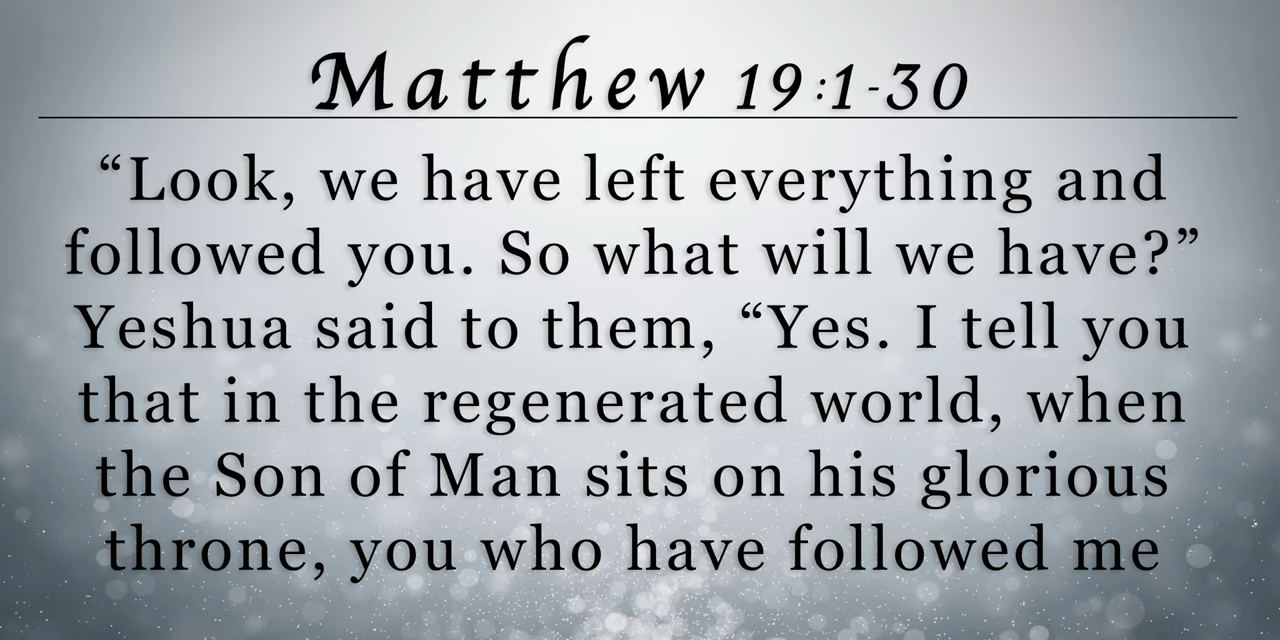 Matthew 19:1-30
“Look, we have left everything and
followed you. So what will we have?”
Yeshua said to them, “Yes. I tell you
that in the regenerated world, when
the Son of Man sits on his glorious
throne, you who have followed me